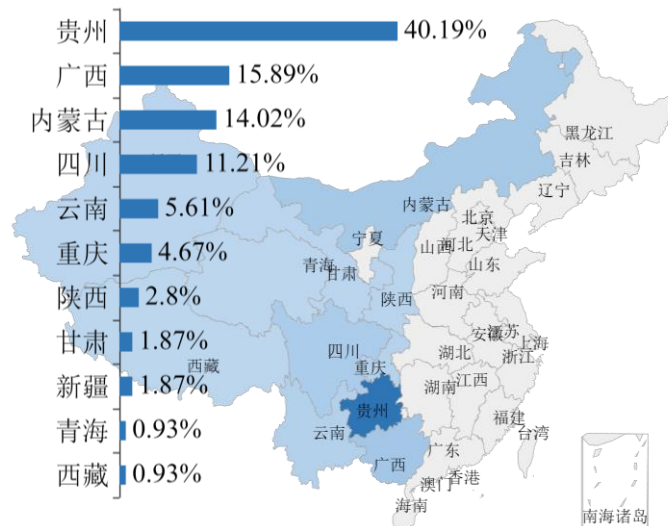 贵州 40.19%
广西 15.89%
内蒙古 14.02%
四川 11.21%
云南 5.61%
重庆 4.67%
陕西 2.8%
甘肃 1.87%
新疆 1.87%
青海 0.93%
西藏 0.93%
黑龙江
吉林
辽宁
内蒙古
北京
宁夏
天津
山西
河北
青海
甘肃
山东
陕西
河南
安徽
江苏
上海
四川
湖北
浙江
西藏
重庆
湖南
江西
贵州
福建
云南
台湾
广东
广西
香港
澳门
海南
南海诸岛